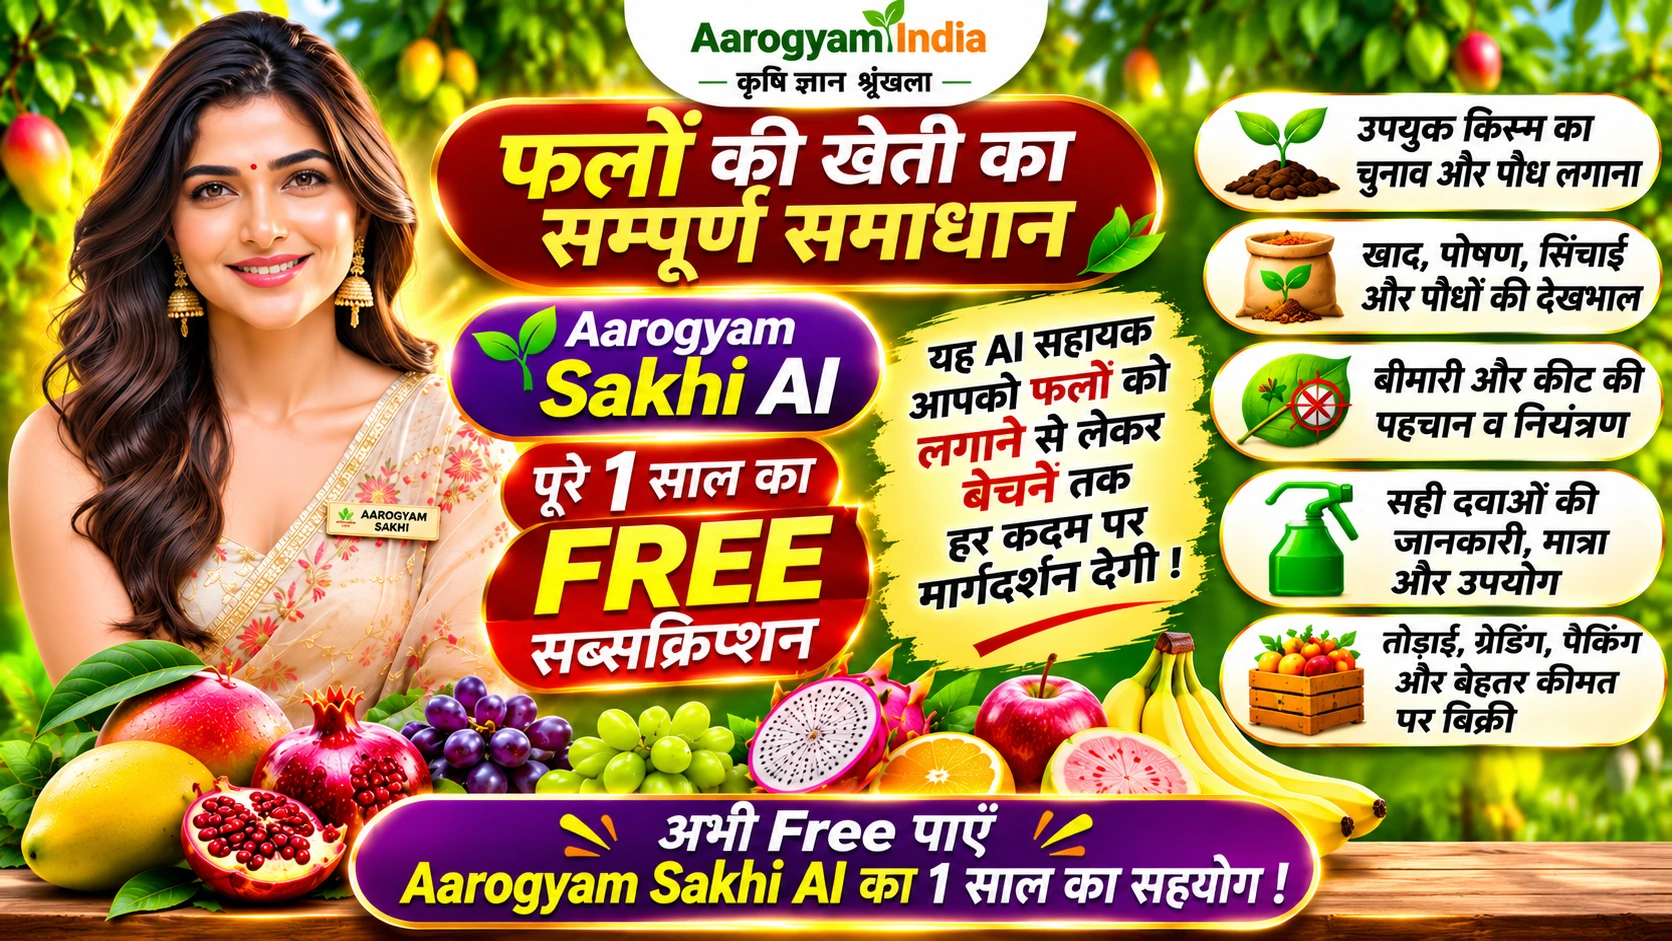 Aarogyam India
कृषि ज्ञान श्रृंखला
फलों की खेती का
सम्पूर्ण समाधान
Aarogyam
Sakhi AI
पूरे 1 साल का
FREE
सब्सक्रिप्शन
यह AI सहायक
आपको फलों को
लगाने से लेकर
बेचनें तक
हर कदम पर
मार्गदर्शन देगी !
उपयुक किस्म का
चुनाव और पौध लगाना
खाद, पोषण, सिंचाई
और पौधों की देखभाल
बीमारी और कीट की
पहचान व नियंत्रण
सही दवाओं की
जानकारी, मात्रा
और उपयोग
तोड़ाई, ग्रेडिंग, पैकिंग
और बेहतर कीमत
पर बिक्री
AAROGYAM
SAKHI
अभी Free पाएं
Aarogyam Sakhi AI का 1 साल का सहयोग !